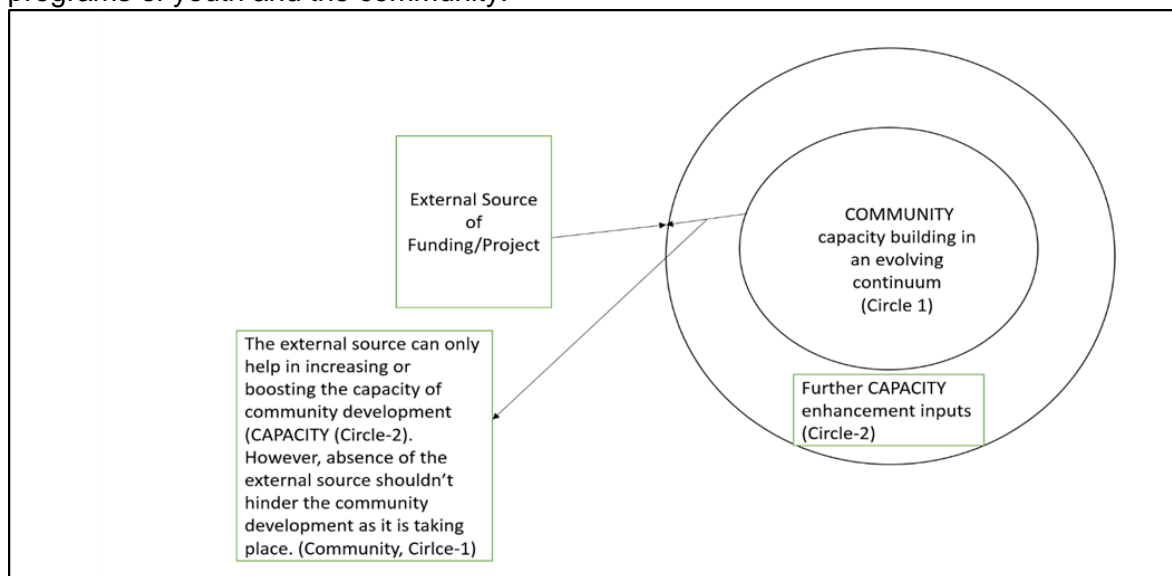 programs of youth and the community.
External Source
of
Funding/Project
COMMUNITY
capacity building in
an evolving
continuum
(Circle 1)
The external source can only
help in increasing or
boosting the capacity of
community development
(CAPACITY (Circle-2).
However, absence of the
external source shouldn’t
hinder the community
development as it is taking
place. (Community, Cirlce-1)
Further CAPACITY
enhancement inputs
(Circle-2)